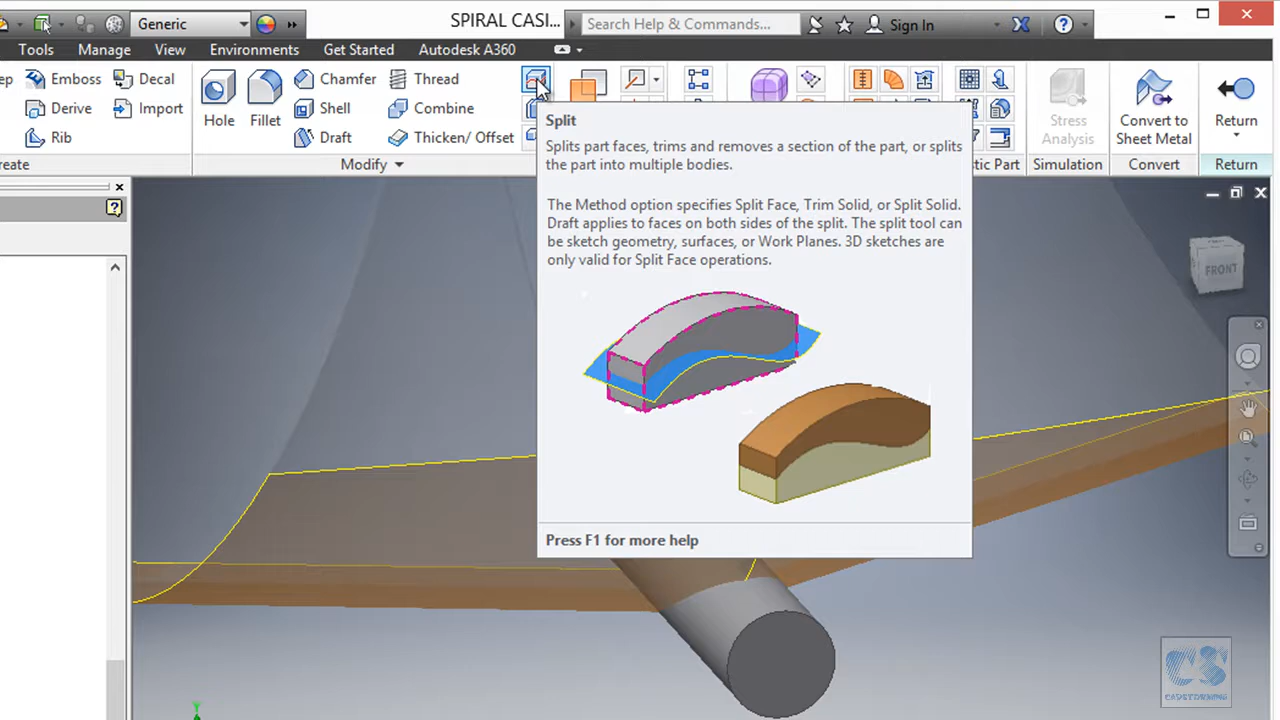 Generic
SPIRAL CASI...
Search Help & Commands...
Sign In
Tools
Manage
View
Environments
Get Started
Autodesk A360
Emboss
Decal
Derive
Import
Rib
Hole
Fillet
Chamfer
Shell
Draft
Thread
Combine
Thicken/ Offset
Stress
Analysis
Convert to
Sheet Metal
Return
reate
Modify
stic Part
Simulation
Convert
Return
Split
Splits part faces, trims and removes a section of the part, or splits
the part into multiple bodies.
The Method option specifies Split Face, Trim Solid, or Split Solid.
Draft applies to faces on both sides of the split. The split tool can
be sketch geometry, surfaces, or Work Planes. 3D sketches are
only valid for Split Face operations.
Press F1 for more help
FRONT
CS
CADSTORMING